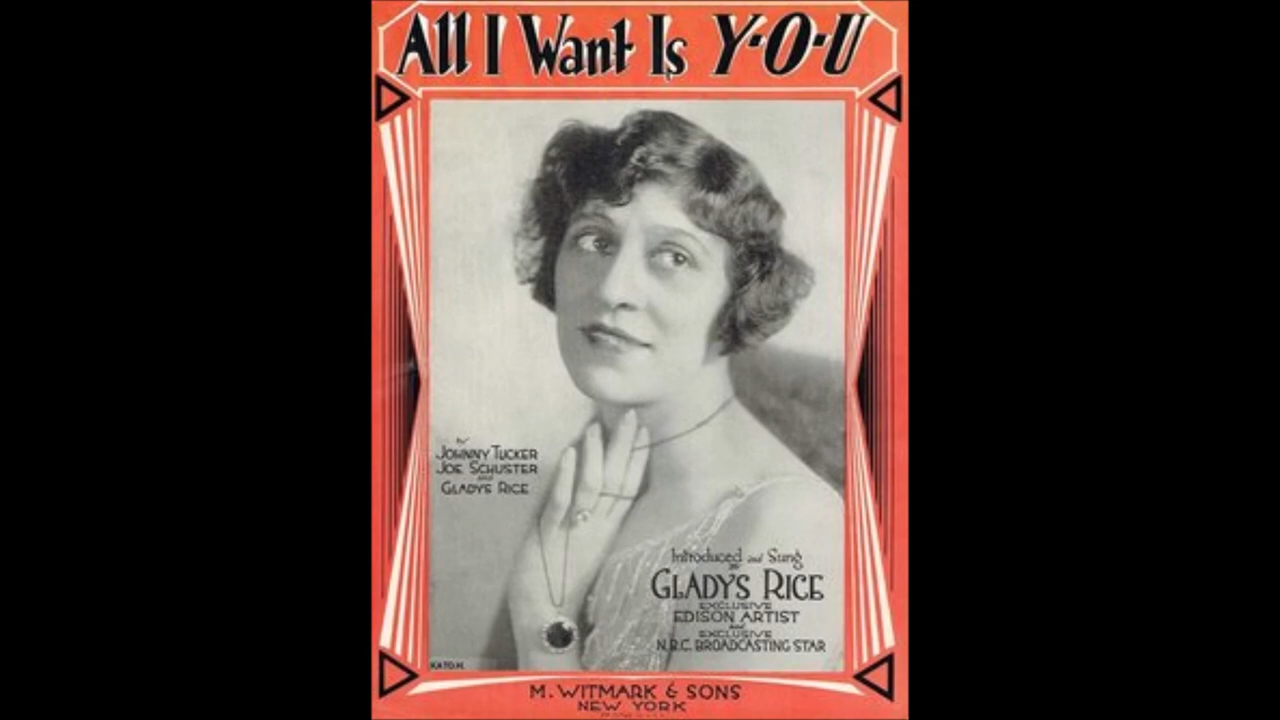 All I Want Is Y-O-U
by
JOHNNY TUCKER
JOE SCHUSTER
and
GLADYS RICE
Introduced and Sung
by
GLADYS RICE
EXCLUSIVE
EDISON ARTIST
and
EXCLUSIVE
N.B.C. BROADCASTING STAR
M. WITMARK & SONS
NEW YORK